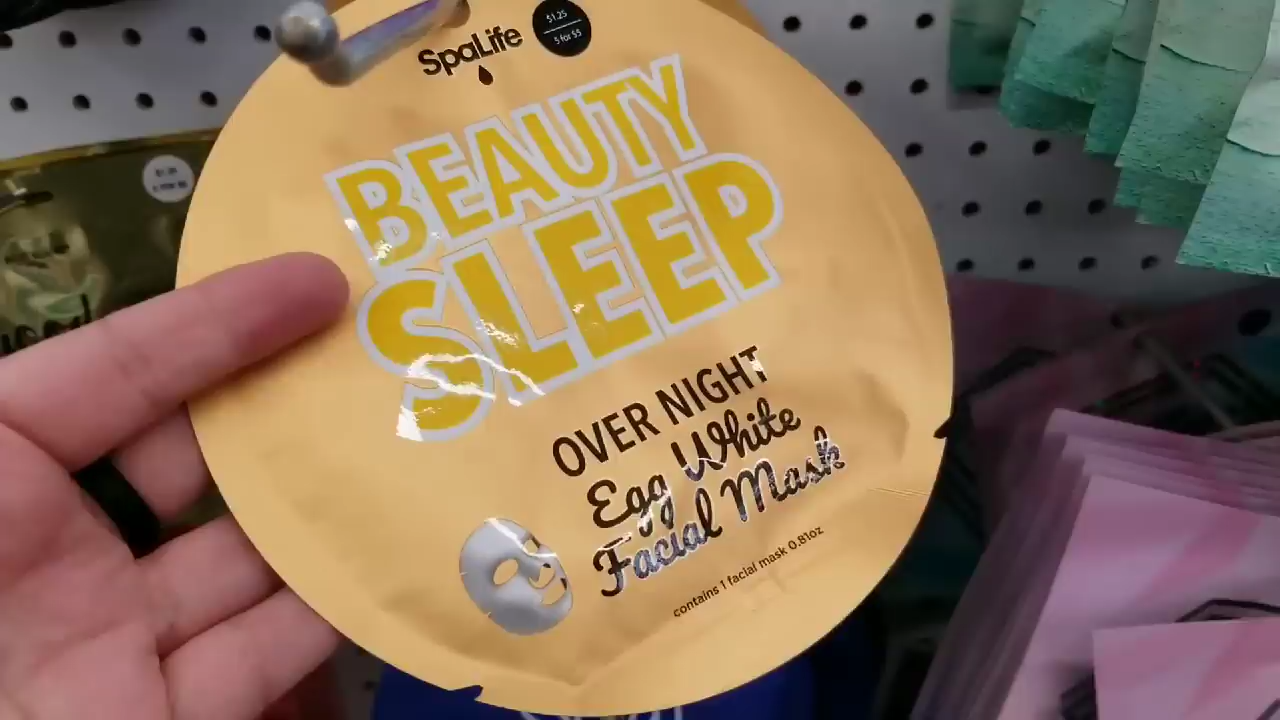 SpaLife
$1.25
5 for $5
BEAUTY
SLEEP
OVER NIGHT
Egg White
Facial Mask
contains 1 facial mask 0.81oz